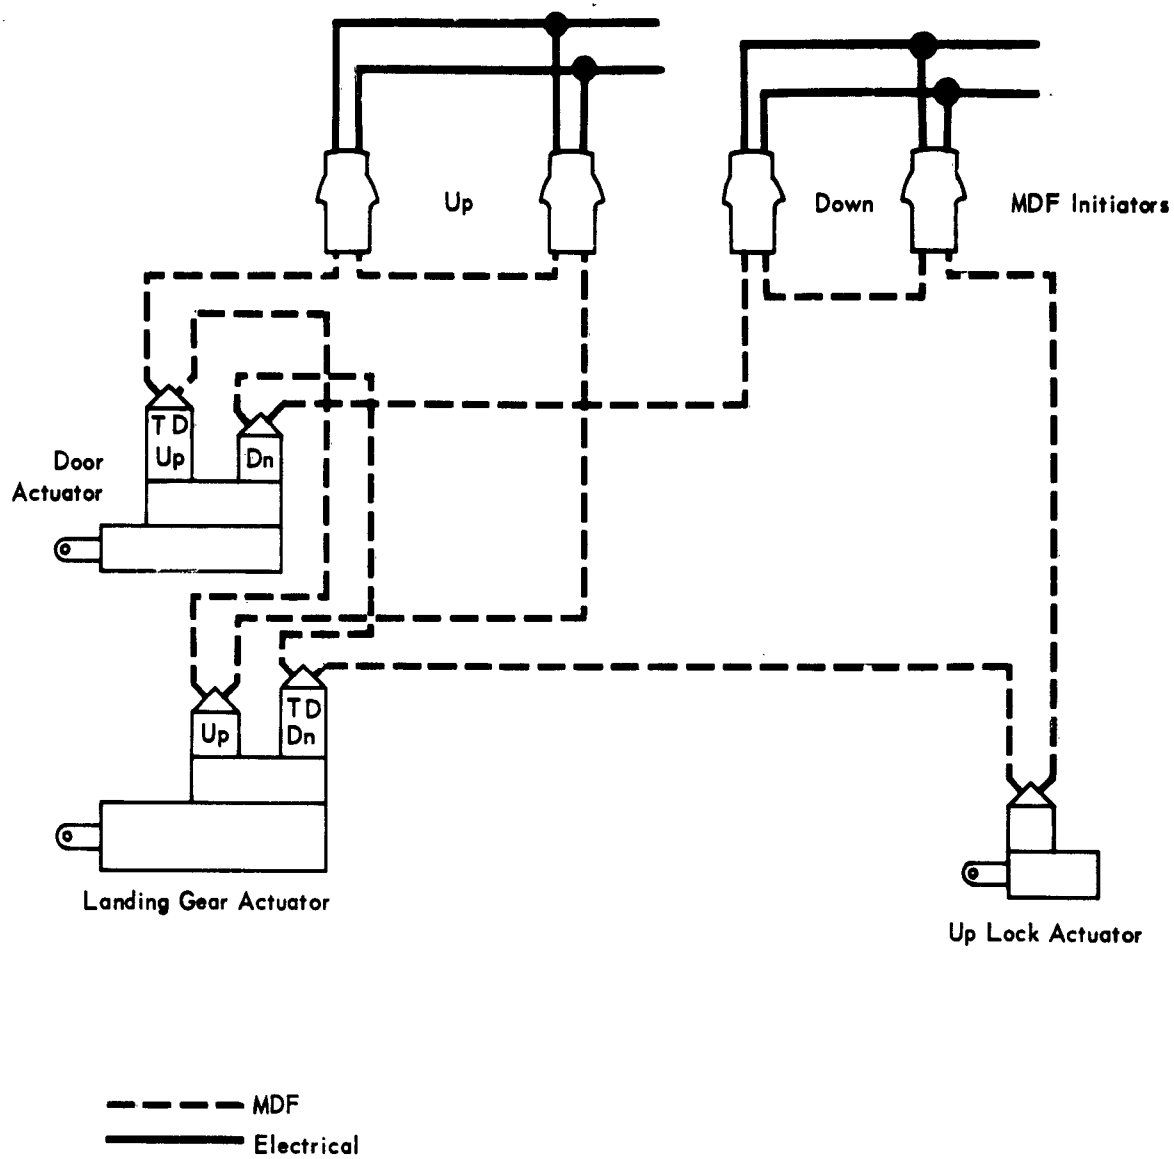 Up
Down
MDF Initiators
T D
Up
Dn
Door
Actuator
T D
Dn
Up
Landing Gear Actuator
Up Lock Actuator
MDF
Electrical